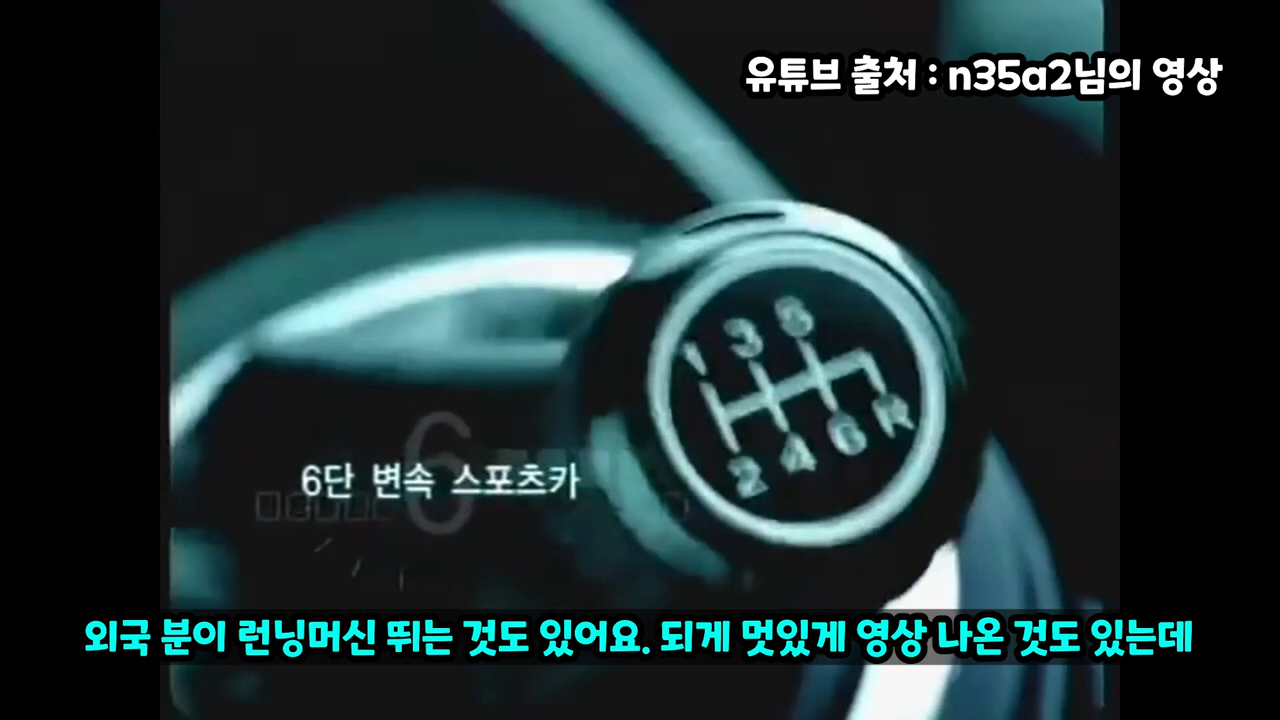 유튜브 출처 : n35a2님의 영상
1 3 5
2 4 6 R
6
6단 변속 스포츠카
외국 분이 런닝머신 뛰는 것도 있어요. 되게 멋있게 영상 나온 것도 있는데